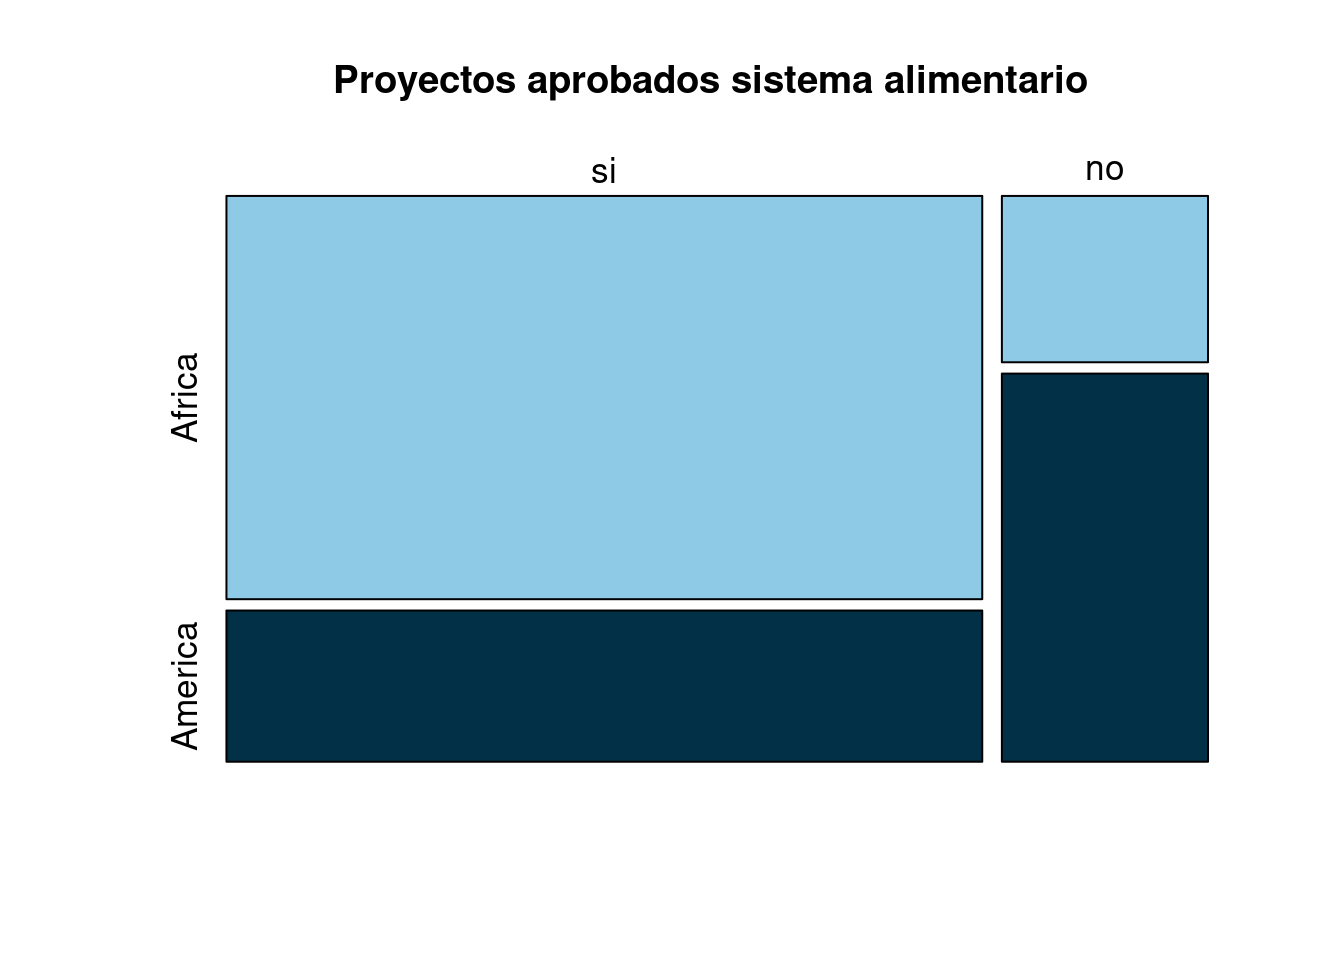 Proyectos aprobados sistema alimentario
si
no
Africa
America